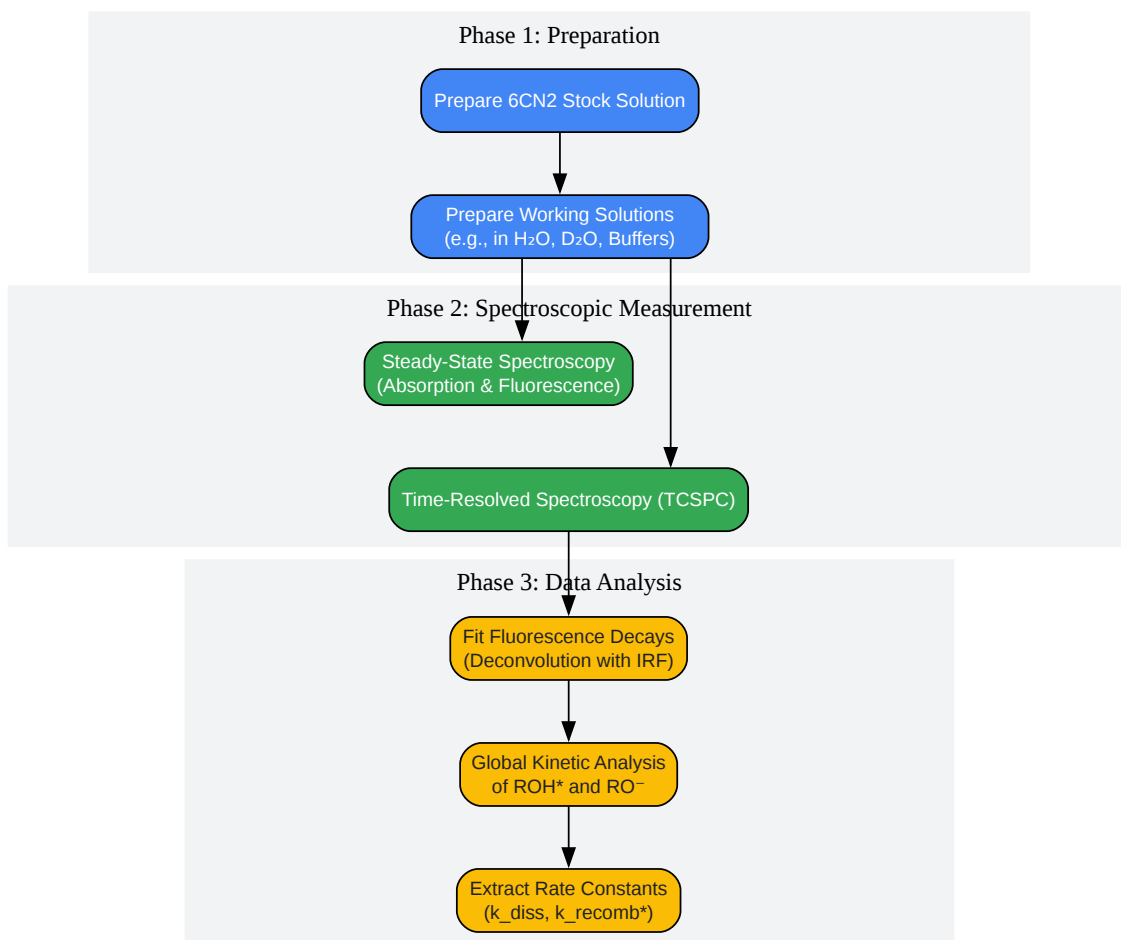 Phase 1: Preparation
Prepare 6CN2 Stock Solution
Prepare Working Solutions
(e.g., in H₂O, D₂O, Buffers)
Phase 2: Spectroscopic Measurement
Steady-State Spectroscopy
(Absorption & Fluorescence)
Time-Resolved Spectroscopy (TCSPC)
Phase 3: Data Analysis
Fit Fluorescence Decays
(Deconvolution with IRF)
Global Kinetic Analysis
of ROH* and RO⁻
Extract Rate Constants
(k_diss, k_recomb*)